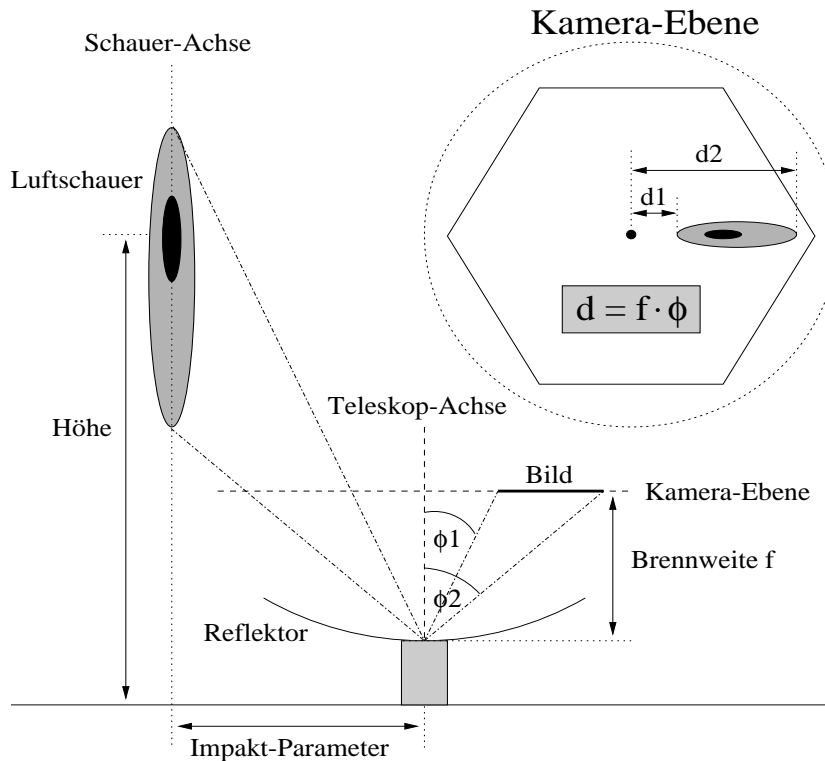 Kamera-Ebene
Schauer-Achse
d2
Luftschauer
d1
d = f · ϕ
Teleskop-Achse
Höhe
Bild
Kamera-Ebene
ϕ1
Brennweite f
ϕ2
Reflektor
Impakt-Parameter